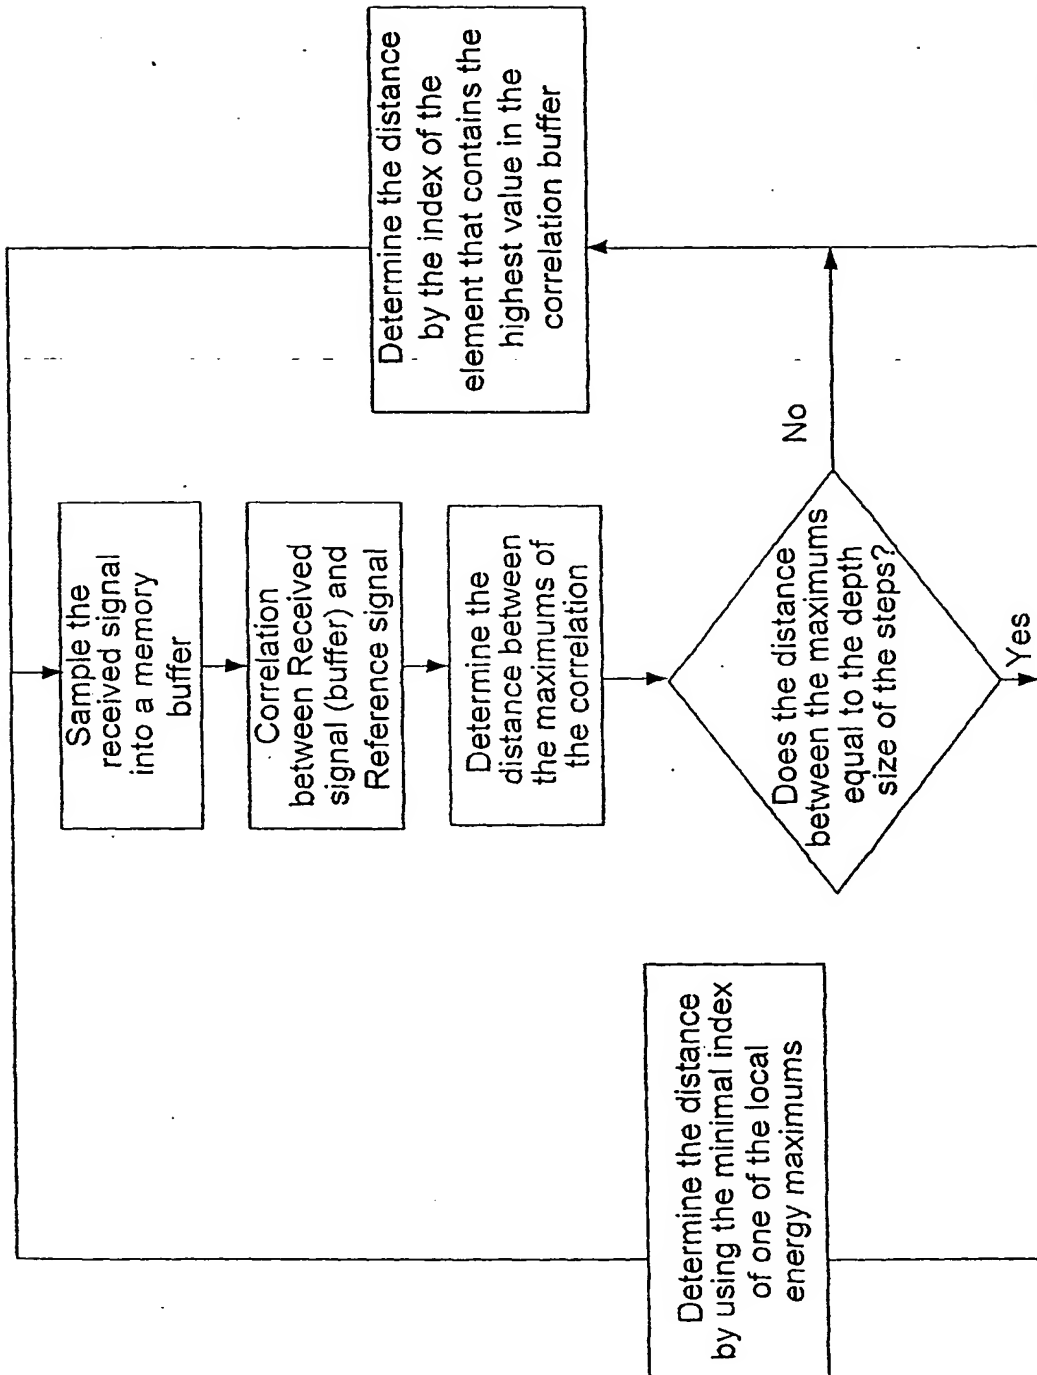 Sample the
received signal
into a memory
buffer
Correlation
between Received
signal (buffer) and
Reference signal
Determine the
distance between
the maximums of
the correlation
Does the distance
between the maximums
equal to the depth
size of the steps?
No
Yes
Determine the distance
by the index of the
element that contains the
highest value in the
correlation buffer
Determine the distance
by using the minimal index
of one of the local
energy maximums